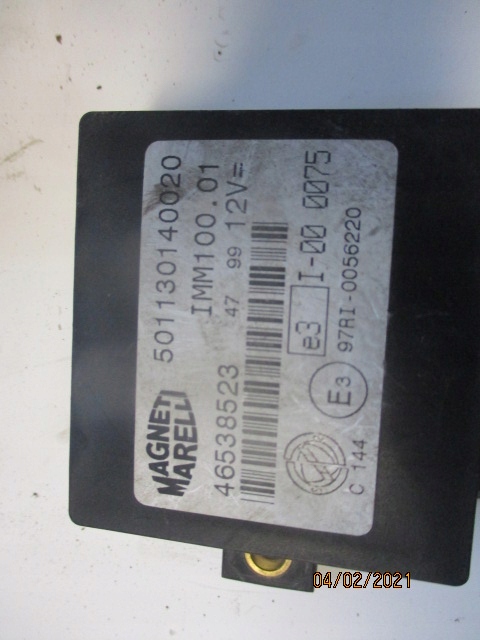 MAGNETI
MARELLI
501130140020
IMM100.01
46538523
47 99 12V=
e3 I-00 0075
E3 97RI-0056220
C 144
04/02/2021